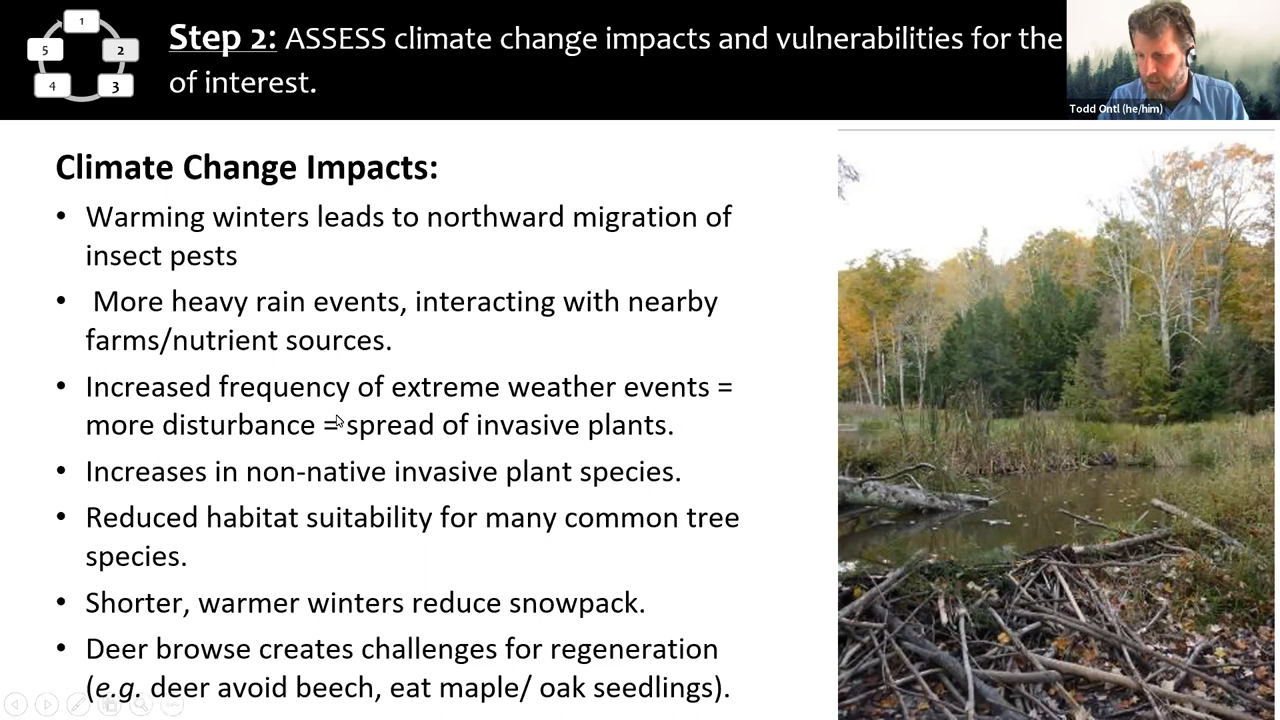 1
5
2
4
3
Step 2: ASSESS climate change impacts and vulnerabilities for the
of interest.
Todd Ontl (he/him)
Climate Change Impacts:
• Warming winters leads to northward migration of
insect pests
• More heavy rain events, interacting with nearby
farms/nutrient sources.
• Increased frequency of extreme weather events =
more disturbance = spread of invasive plants.
• Increases in non-native invasive plant species.
• Reduced habitat suitability for many common tree
species.
• Shorter, warmer winters reduce snowpack.
• Deer browse creates challenges for regeneration
(e.g. deer avoid beech, eat maple/ oak seedlings).